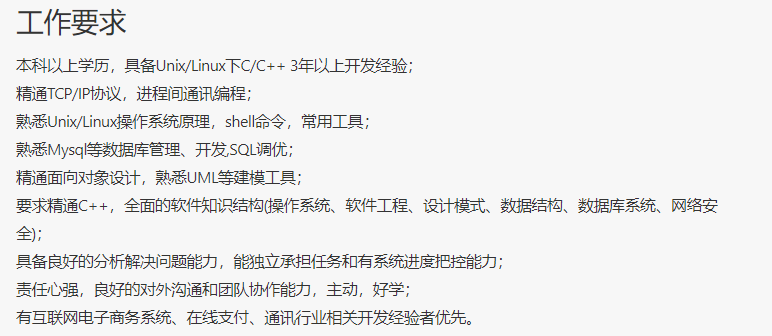 工作要求
本科以上学历，具备Unix/Linux下C/C++ 3年以上开发经验；
精通TCP/IP协议，进程间通讯编程；
熟悉Unix/Linux操作系统原理，shell命令，常用工具；
熟悉Mysql等数据库管理、开发,SQL调优；
精通面向对象设计，熟悉UML等建模工具；
要求精通C++，全面的软件知识结构(操作系统、软件工程、设计模式、数据结构、数据库系统、网络安
全)；
具备良好的分析解决问题能力，能独立承担任务和有系统进度把控能力；
责任心强，良好的对外沟通和团队协作能力，主动，好学；
有互联网电子商务系统、在线支付、通讯行业相关开发经验者优先。